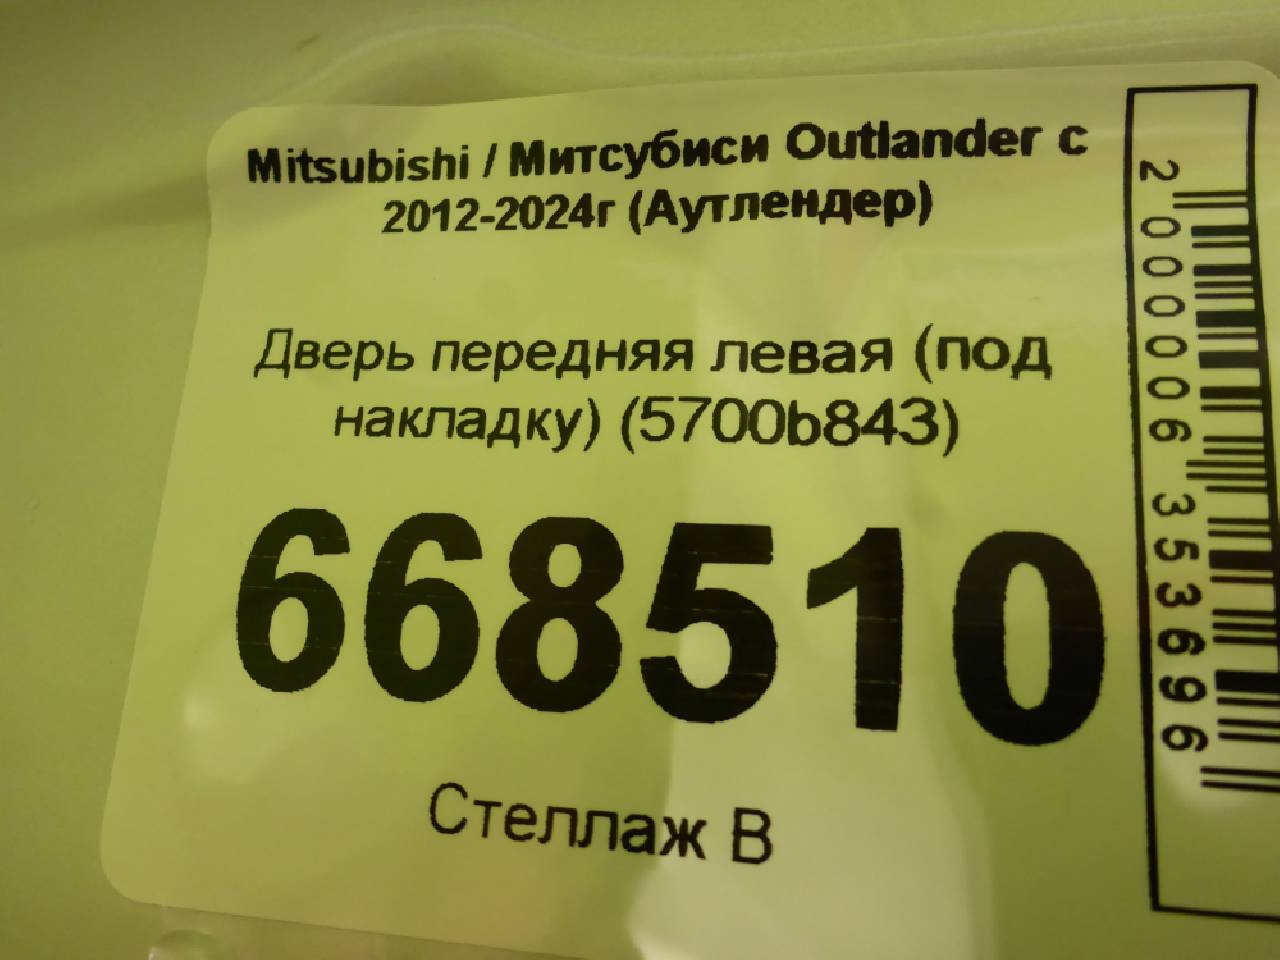 Mitsubishi / Митсубиси Outlander с
2012-2024г (Аутлендер)
Дверь передняя левая (под
накладку) (5700b843)
668510
Стеллаж В
2000006353696